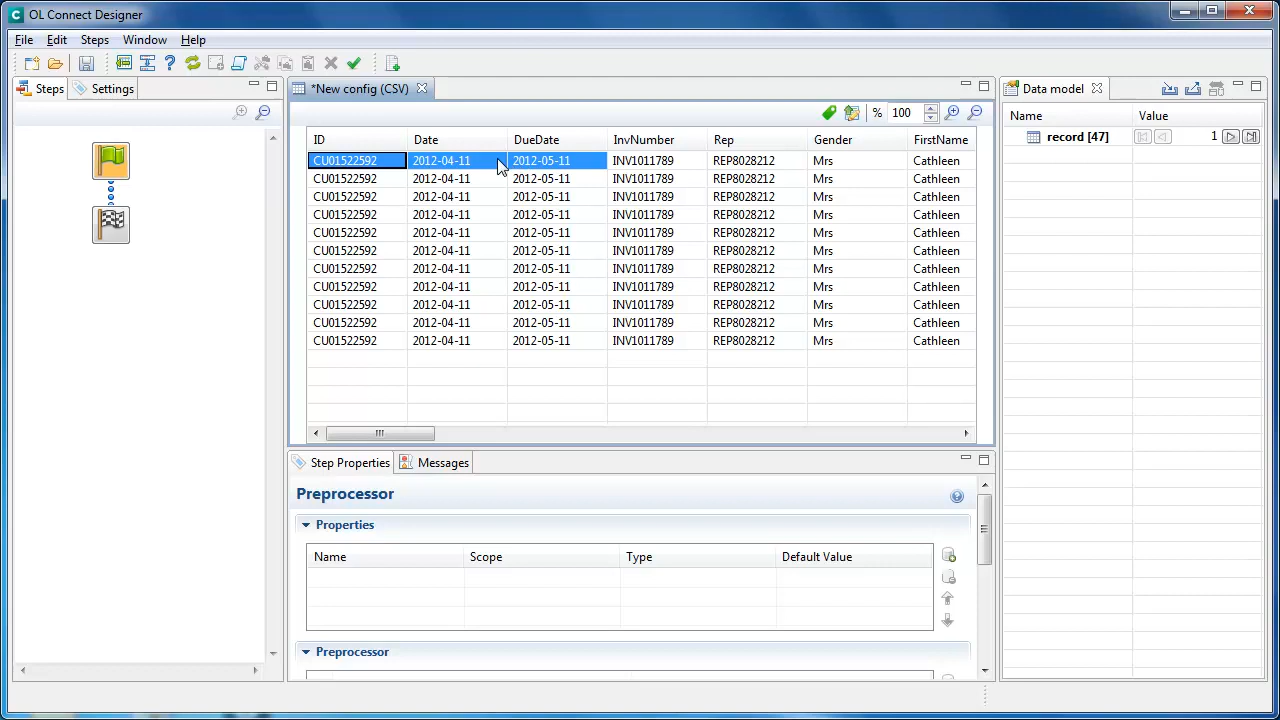 OL Connect Designer
File Edit Steps Window Help
Steps Settings
*New config (CSV)
% 100
ID Date DueDate InvNumber Rep Gender FirstName
CU01522592 2012-04-11 2012-05-11 INV1011789 REP8028212 Mrs Cathleen
CU01522592 2012-04-11 2012-05-11 INV1011789 REP8028212 Mrs Cathleen
CU01522592 2012-04-11 2012-05-11 INV1011789 REP8028212 Mrs Cathleen
CU01522592 2012-04-11 2012-05-11 INV1011789 REP8028212 Mrs Cathleen
CU01522592 2012-04-11 2012-05-11 INV1011789 REP8028212 Mrs Cathleen
CU01522592 2012-04-11 2012-05-11 INV1011789 REP8028212 Mrs Cathleen
CU01522592 2012-04-11 2012-05-11 INV1011789 REP8028212 Mrs Cathleen
CU01522592 2012-04-11 2012-05-11 INV1011789 REP8028212 Mrs Cathleen
CU01522592 2012-04-11 2012-05-11 INV1011789 REP8028212 Mrs Cathleen
CU01522592 2012-04-11 2012-05-11 INV1011789 REP8028212 Mrs Cathleen
CU01522592 2012-04-11 2012-05-11 INV1011789 REP8028212 Mrs Cathleen
Data model
Name Value
record [47] 1
Step Properties Messages
Preprocessor
Properties
Name Scope Type Default Value
Preprocessor